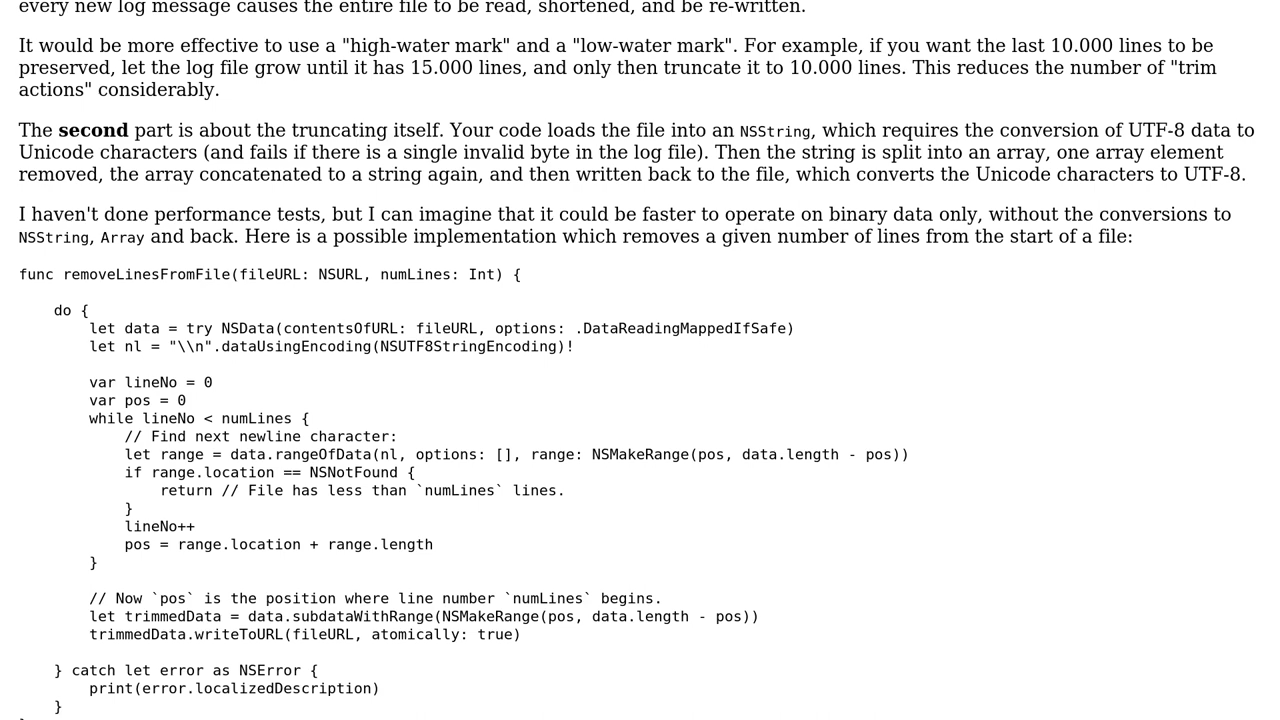 every new log message causes the entire file to be read, shortened, and be re-written.
It would be more effective to use a "high-water mark" and a "low-water mark". For example, if you want the last 10.000 lines to be
preserved, let the log file grow until it has 15.000 lines, and only then truncate it to 10.000 lines. This reduces the number of "trim
actions" considerably.
The second part is about the truncating itself. Your code loads the file into an NSString, which requires the conversion of UTF-8 data to
Unicode characters (and fails if there is a single invalid byte in the log file). Then the string is split into an array, one array element
removed, the array concatenated to a string again, and then written back to the file, which converts the Unicode characters to UTF-8.
I haven't done performance tests, but I can imagine that it could be faster to operate on binary data only, without the conversions to
NSString, Array and back. Here is a possible implementation which removes a given number of lines from the start of a file:
func removeLinesFromFile(fileURL: NSURL, numLines: Int) {
    do {
        let data = try NSData(contentsOfURL: fileURL, options: .DataReadingMappedIfSafe)
        let nl = "\\n".dataUsingEncoding(NSUTF8StringEncoding)!
        var lineNo = 0
        var pos = 0
        while lineNo < numLines {
            // Find next newline character:
            let range = data.rangeOfData(nl, options: [], range: NSMakeRange(pos, data.length - pos))
            if range.location == NSNotFound {
                return // File has less than `numLines` lines.
            }
            lineNo++
            pos = range.location + range.length
        }
        // Now `pos` is the position where line number `numLines` begins.
        let trimmedData = data.subdataWithRange(NSMakeRange(pos, data.length - pos))
        trimmedData.writeToURL(fileURL, atomically: true)
    } catch let error as NSError {
        print(error.localizedDescription)
    }